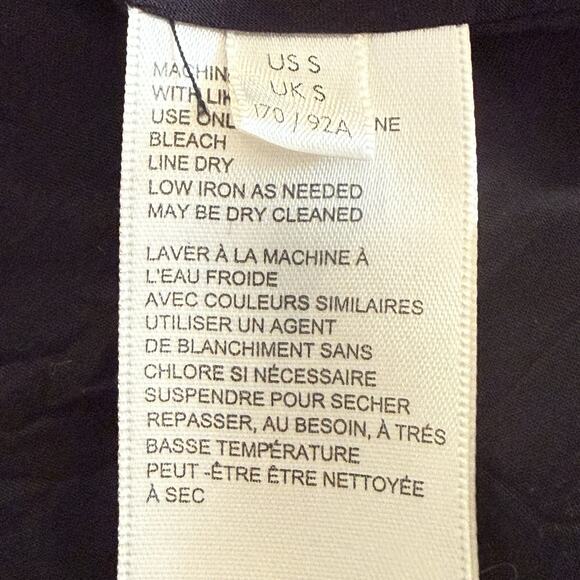 US S
UK S
170 / 92A
MACHIN
WITH LIK
USE ONL NE
BLEACH
LINE DRY
LOW IRON AS NEEDED
MAY BE DRY CLEANED
LAVER À LA MACHINE À
L'EAU FROIDE
AVEC COULEURS SIMILAIRES
UTILISER UN AGENT
DE BLANCHIMENT SANS
CHLORE SI NÉCESSAIRE
SUSPENDRE POUR SECHER
REPASSER, AU BESOIN, À TRÉS
BASSE TEMPÉRATURE
PEUT -ÊTRE ÊTRE NETTOYÉE
À SEC